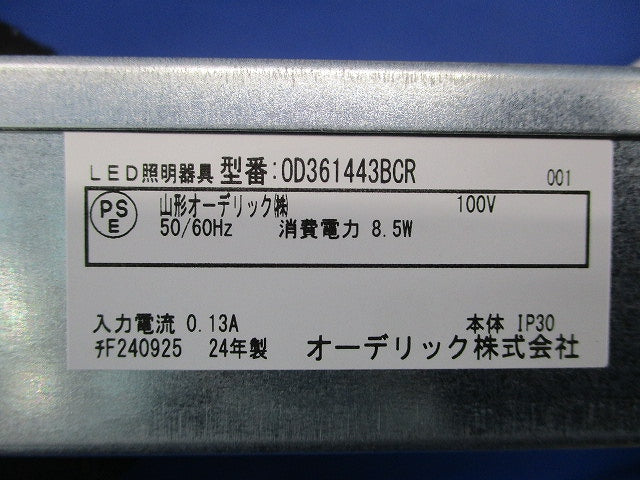 LED照明器具 型番:OD361443BCR 001
PSE 山形オーデリック㈱ 100V
50/60Hz 消費電力 8.5W
入力電流 0.13A 本体 IP30
ﾁF240925 24年製 オーデリック株式会社